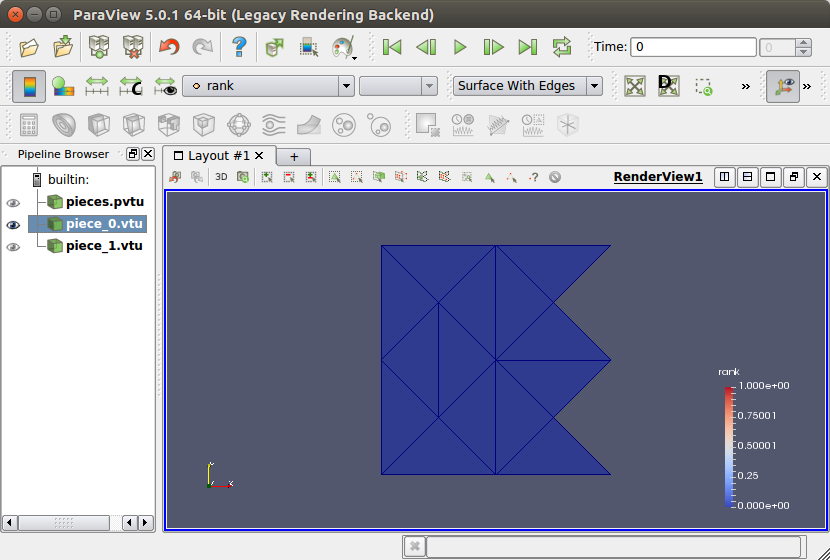 ParaView 5.0.1 64-bit (Legacy Rendering Backend)
Time: 0 0
rank Surface With Edges
Pipeline Browser
Layout #1
builtin:
pieces.pvtu
piece_0.vtu
piece_1.vtu
3D
RenderView1
rank
1.000e+00
0.75001
0.50001
0.25
0.000e+00